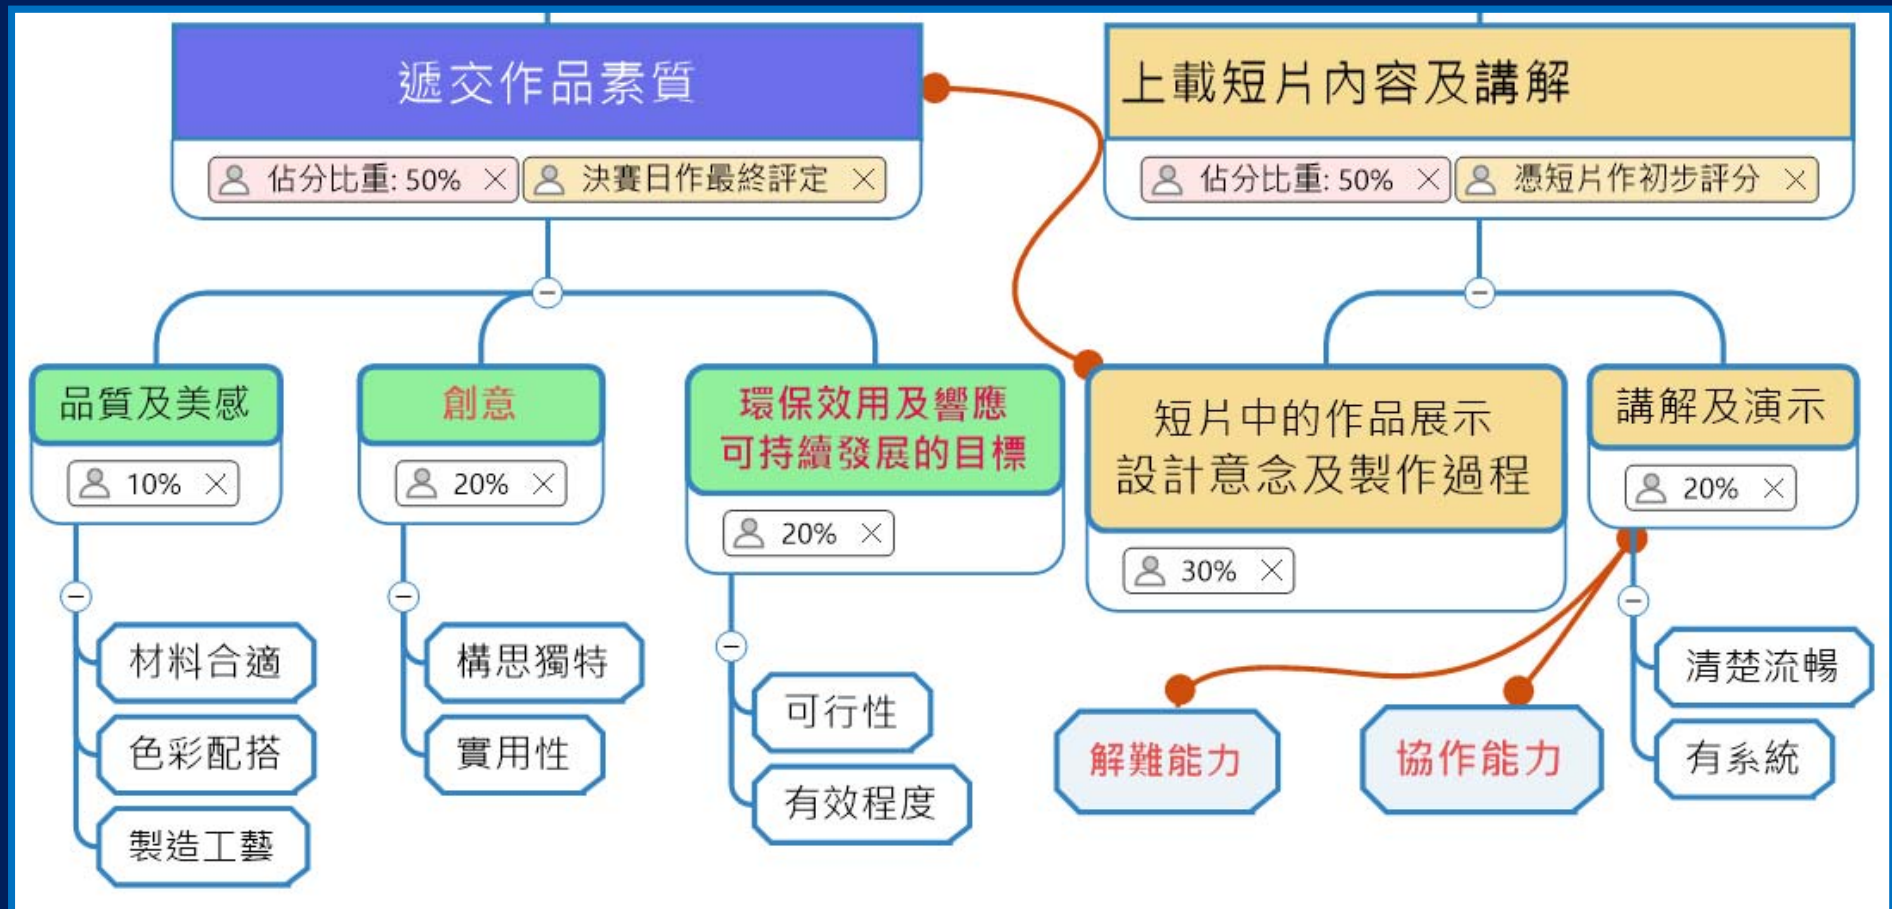 遞交作品素質
佔分比重: 50%
決賽日作最終評定
上載短片內容及講解
佔分比重: 50%
憑短片作初步評分
品質及美感
10%
材料合適
色彩配搭
製造工藝
創意
20%
構思獨特
實用性
環保效用及響應
可持續發展的目標
20%
可行性
有效程度
短片中的作品展示
設計意念及製作過程
30%
講解及演示
20%
解難能力
協作能力
清楚流暢
有系統